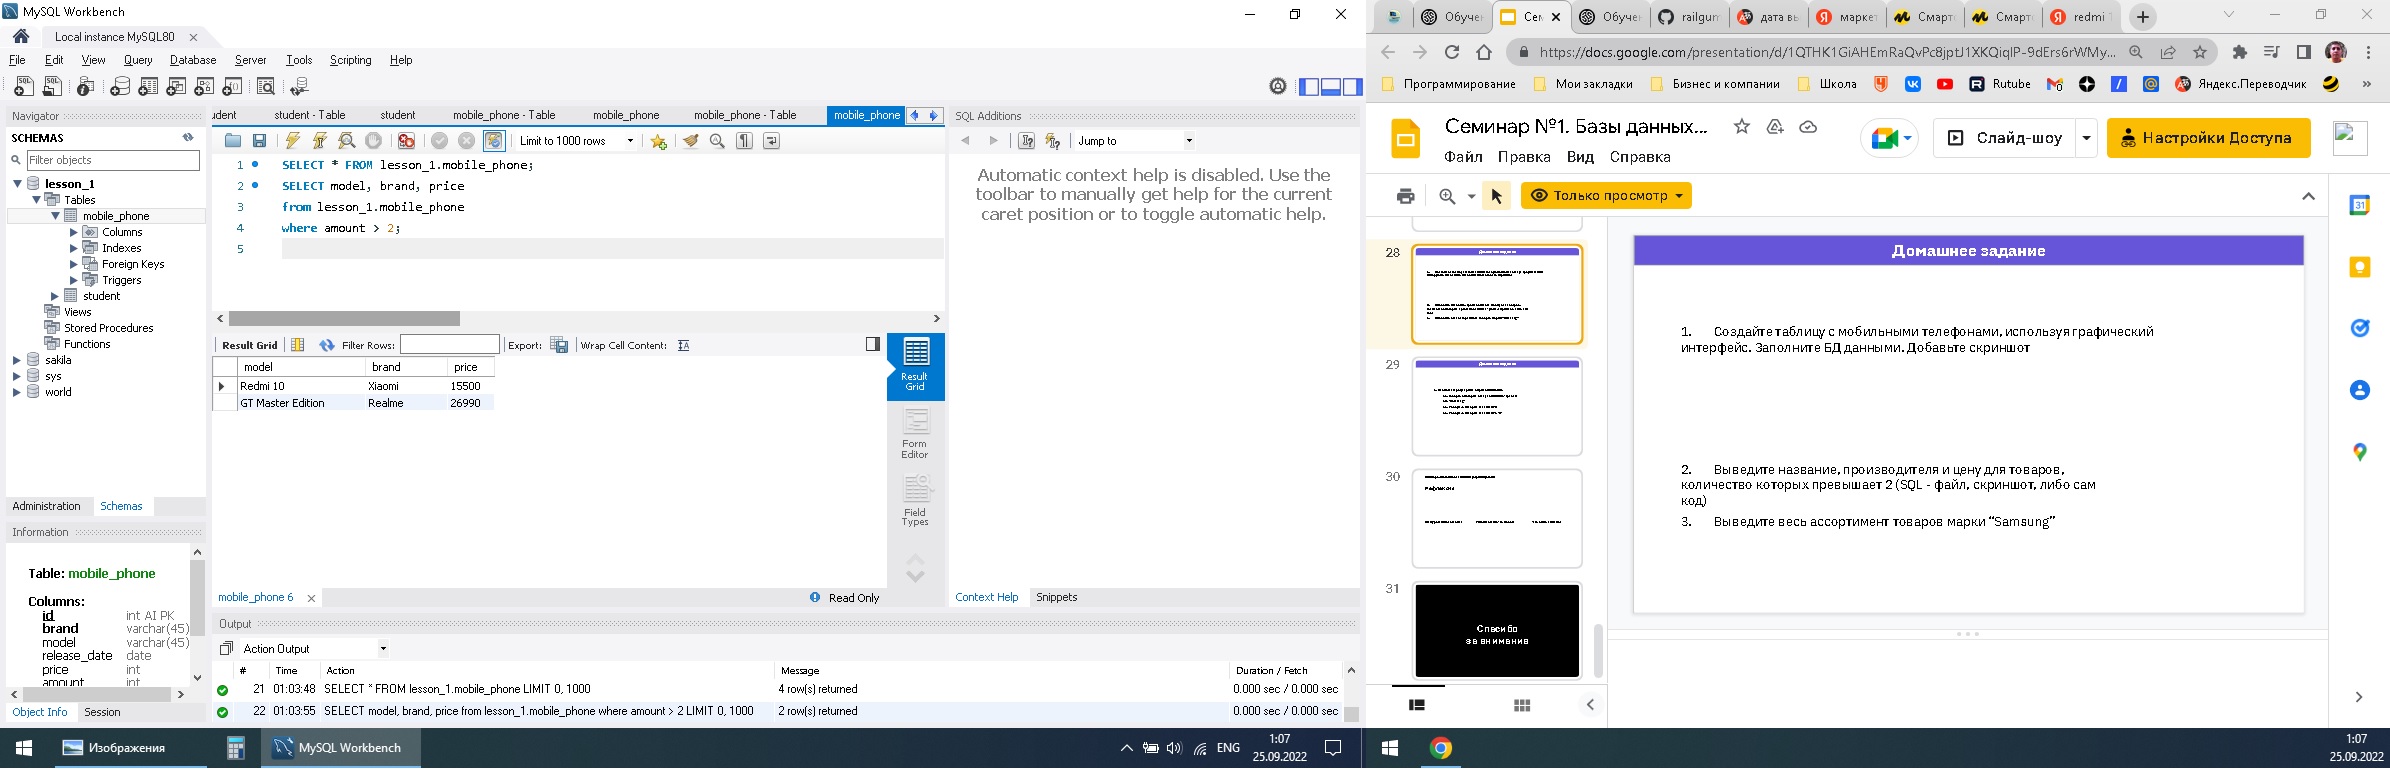 MySQL Workbench
Local instance MySQL80
File Edit View Query Database Server Tools Scripting Help
Navigator
SCHEMAS
Filter objects
lesson_1
Tables
mobile_phone
Columns
Indexes
Foreign Keys
Triggers
student
Views
Stored Procedures
Functions
sakila
sys
world
Administration Schemas
Information
Table: mobile_phone
Columns:
id int AI PK
brand varchar(45)
model varchar(45)
release_date date
price int
amount int
Object Info Session
udent student - Table student mobile_phone - Table mobile_phone mobile_phone - Table mobile_phone
Limit to 1000 rows
1 SELECT * FROM lesson_1.mobile_phone;
2 SELECT model, brand, price
3 from lesson_1.mobile_phone
4 where amount > 2;
5
Result Grid Filter Rows: Export: Wrap Cell Content:
model brand price
Redmi 10 Xiaomi 15500
GT Master Edition Realme 26990
Result Grid
Form Editor
Field Types
mobile_phone 6 Read Only
SQL Additions
Jump to
Automatic context help is disabled. Use the
toolbar to manually get help for the current
caret position or to toggle automatic help.
Context Help Snippets
Output
Action Output
# Time Action Message Duration / Fetch
21 01:03:48 SELECT * FROM lesson_1.mobile_phone LIMIT 0, 1000 4 row(s) returned 0.000 sec / 0.000 sec
22 01:03:55 SELECT model, brand, price from lesson_1.mobile_phone where amount > 2 LIMIT 0, 1000 2 row(s) returned 0.000 sec / 0.000 sec
Изображения MySQL Workbench ENG 1:07
25.09.2022
Обучен Сем Обучен railgun дата вы маркет Смартф Смартф redmi
https://docs.google.com/presentation/d/1QTHK1GiAHEmRaQvPc8jptJ1XKQiqlP-9dErs6rWMy...
Программирование Мои закладки Бизнес и компании Школа Rutube Яндекс.Переводчик »
Семинар №1. Базы данных...
Файл Правка Вид Справка
Слайд-шоу
Настройки Доступа
Только просмотр
28
29
30
31
Спасибо
за внимание
Домашнее задание
1. Создайте таблицу с мобильными телефонами, используя графический
интерфейс. Заполните БД данными. Добавьте скриншот
2. Выведите название, производителя и цену для товаров,
количество которых превышает 2 (SQL - файл, скриншот, либо сам
код)
3. Выведите весь ассортимент товаров марки “Samsung”
31
1:07
25.09.2022